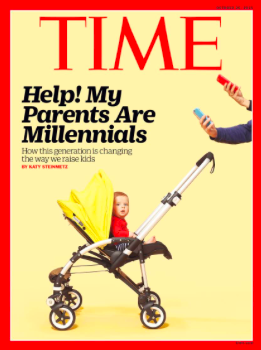 TIME
Help! My
Parents Are
Millennials
How this generation is changing
the way we raise kids
BY KATY STEINMETZ